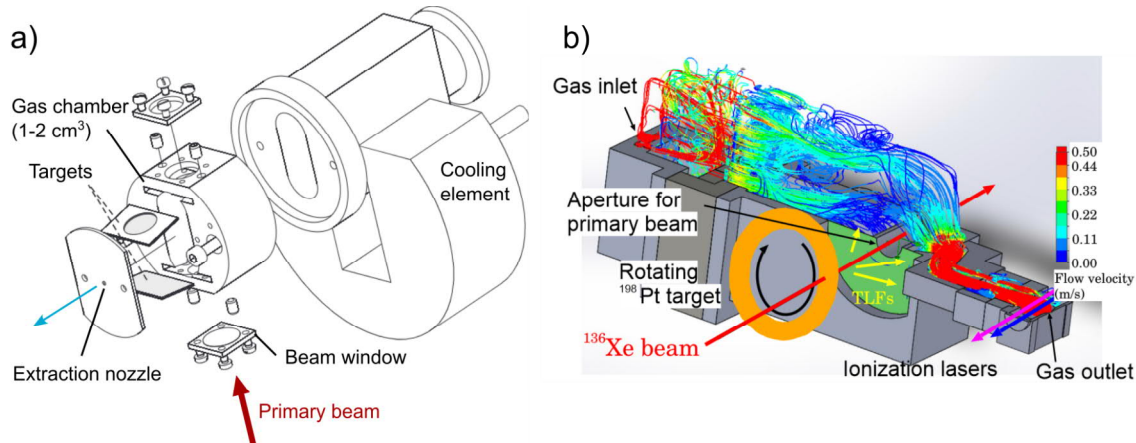 a)
Gas chamber
(1-2 cm³)
Targets
Extraction nozzle
Primary beam
Beam window
Cooling
element
b)
Gas inlet
Aperture for
primary beam
Rotating
¹⁹⁸Pt target
¹³⁶Xe beam
TLFs
Ionization lasers
Gas outlet
0.50
0.44
0.33
0.22
0.11
0.00
Flow velocity
(m/s)